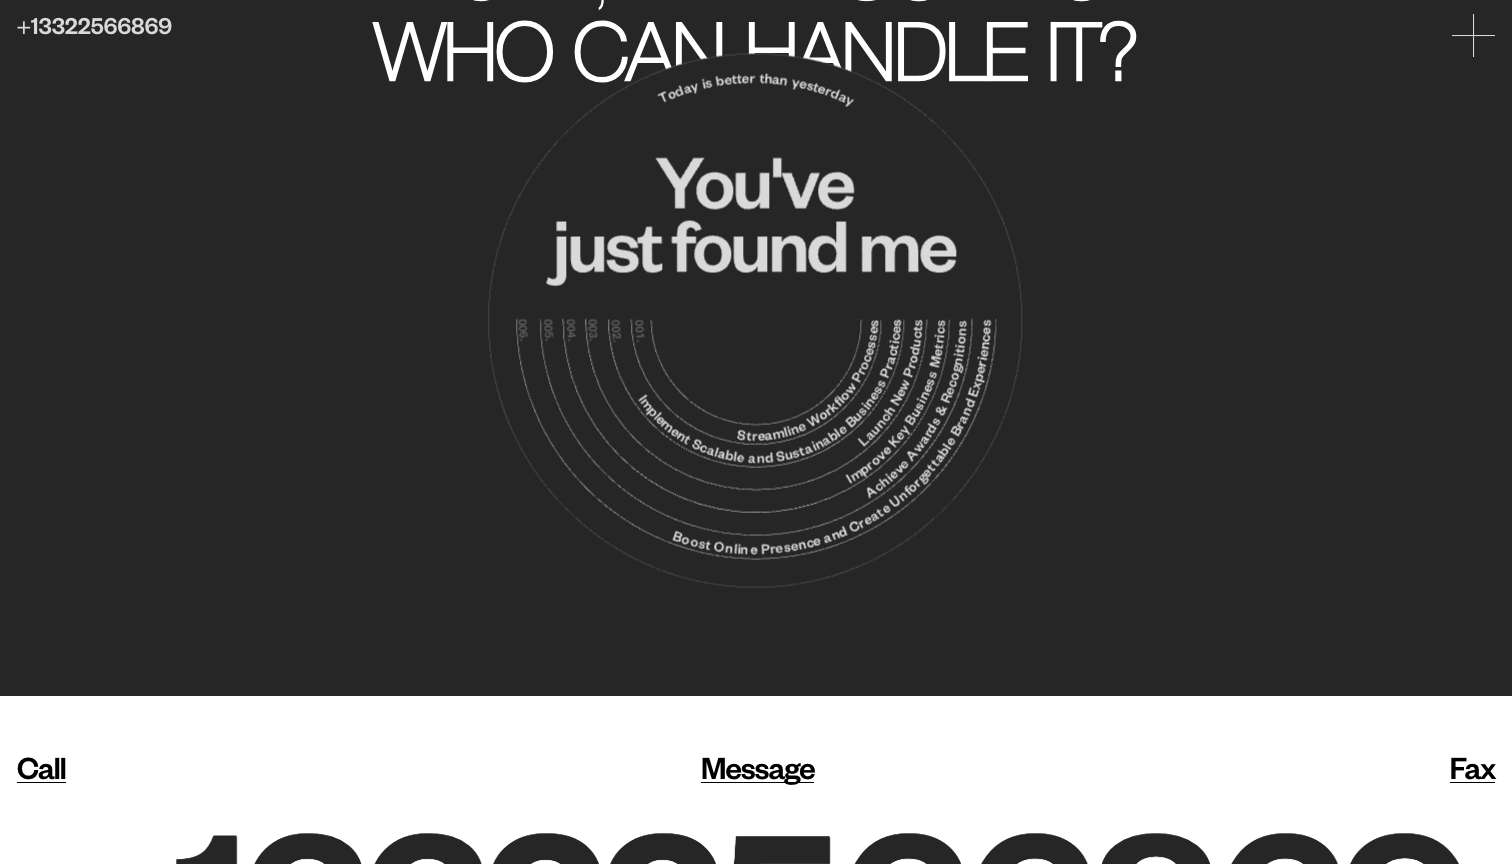 +13322566869
WHO CAN HANDLE IT?
Today is better than yesterday
You've
just found me
001.
Streamline Workflow Processes
002.
Implement Scalable and Sustainable Business Practices
003.
Launch New Products
004.
Improve Key Business Metrics
005.
Achieve Awards & Recognitions
006.
Boost Online Presence and Create Unforgettable Brand Experiences
Call
Message
Fax